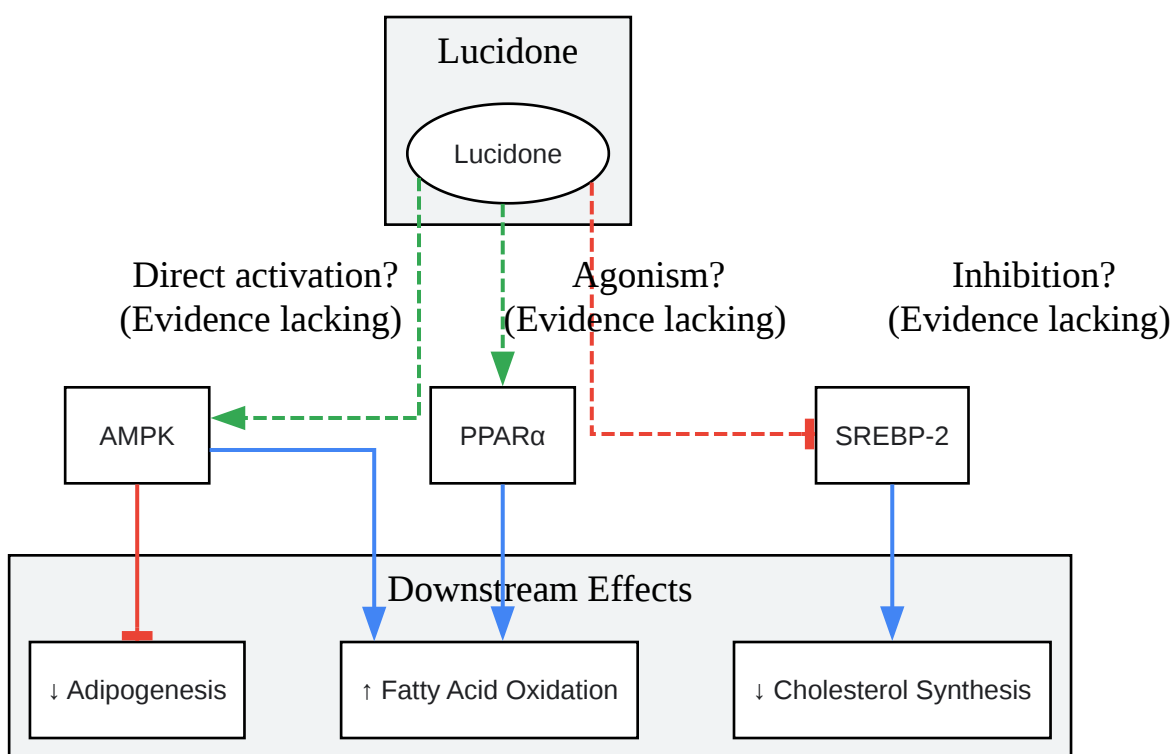 Lucidone
Lucidone
Direct activation?
(Evidence lacking)
Agonism?
(Evidence lacking)
Inhibition?
(Evidence lacking)
AMPK
PPARα
SREBP-2
Downstream Effects
↓ Adipogenesis
↑ Fatty Acid Oxidation
↓ Cholesterol Synthesis